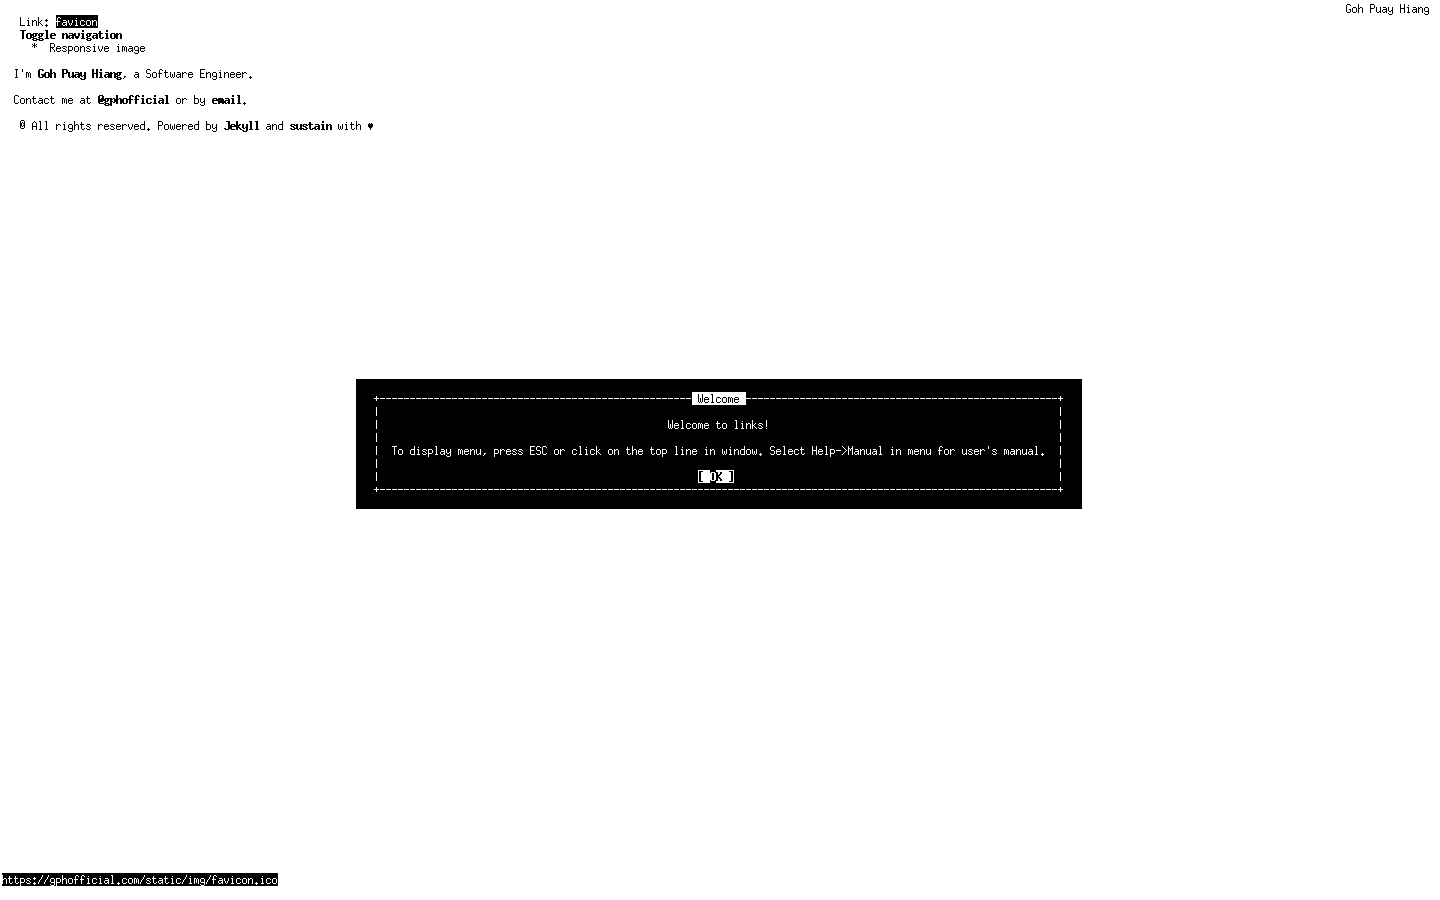 Goh Puay Hiang
Link: favicon
Toggle navigation
* Responsive image
I'm Goh Puay Hiang, a Software Engineer.
Contact me at @gphofficial or by email.
© All rights reserved. Powered by Jekyll and sustain with ♥
Welcome
Welcome to links!
To display menu, press ESC or click on the top line in window. Select Help->Manual in menu for user's manual.
[ OK ]
https://gphofficial.com/static/img/favicon.ico